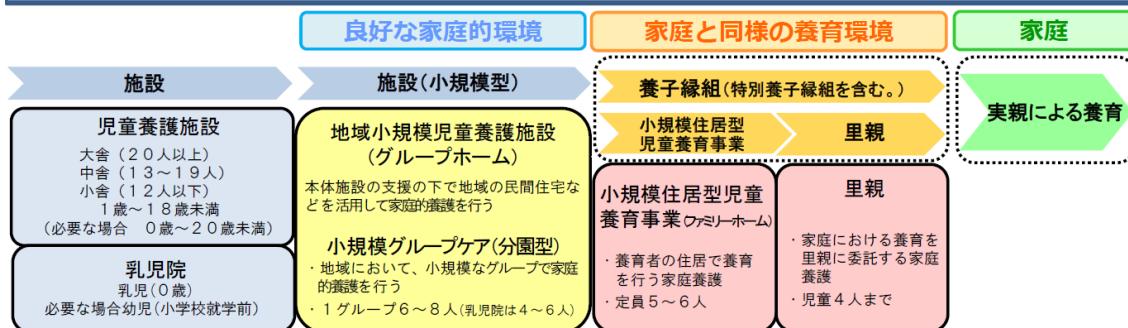 良好な家庭的環境
家庭と同様の養育環境
家庭
施設
施設(小規模型)
養子縁組(特別養子縁組を含む。)
小規模住居型
児童養育事業
里親
実親による養育
児童養護施設
大舎（２０人以上）
中舎（１３～１９人）
小舎（１２人以下）
１歳～１８歳未満
（必要な場合　０歳～２０歳未満）
乳児院
乳児（０歳）
必要な場合幼児（小学校就学前）
地域小規模児童養護施設
(グループホーム)
本体施設の支援の下で地域の民間住宅な
どを活用して家庭的養護を行う
小規模グループケア(分園型)
・地域において、小規模なグループで家庭
的養護を行う
・１グループ６～８人(乳児院は４～６人)
小規模住居型児童
養育事業(ファミリーホーム)
・養育者の住居で養育
を行う家庭養護
・定員５～６人
里親
・家庭における養育を
里親に委託する家庭
養護
・児童４人まで